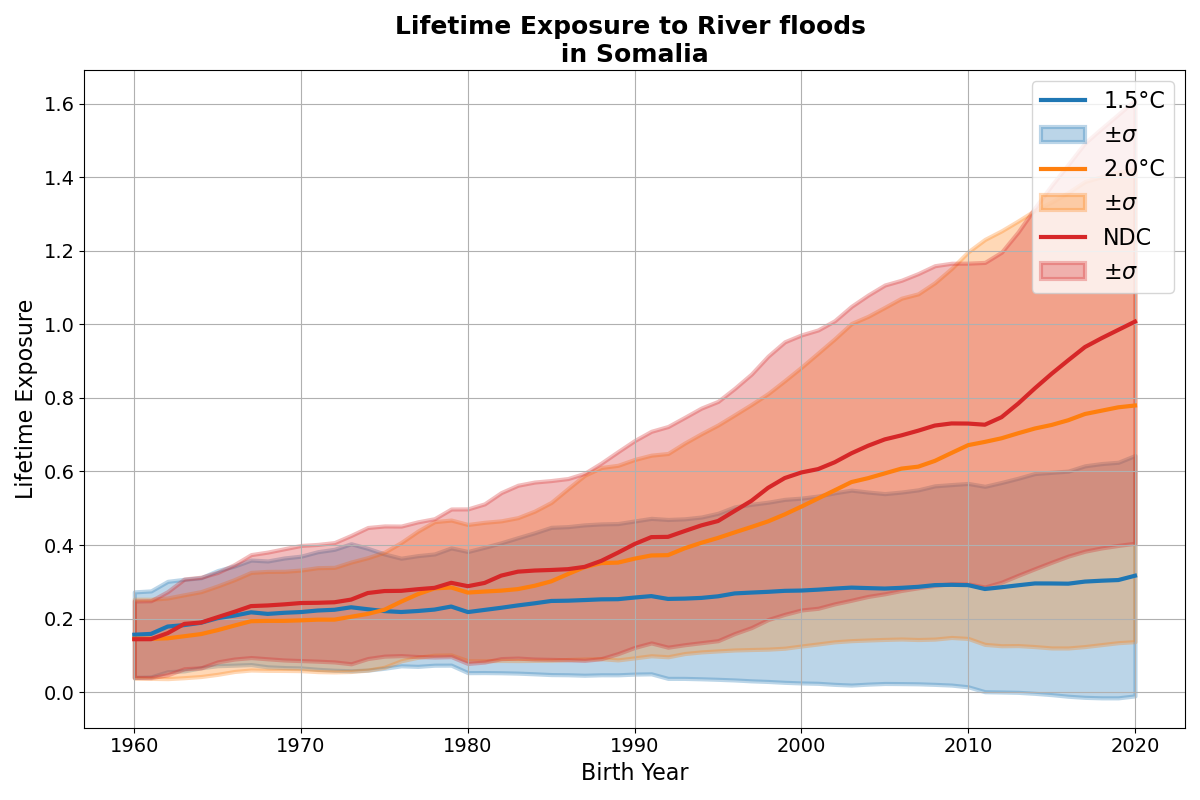 Lifetime Exposure to River floods
in Somalia
1.6
1.4
1.2
1.0
0.8
0.6
0.4
0.2
0.0
Lifetime Exposure
1960
1970
1980
1990
2000
2010
2020
Birth Year
1.5°C
±σ
2.0°C
±σ
NDC
±σ